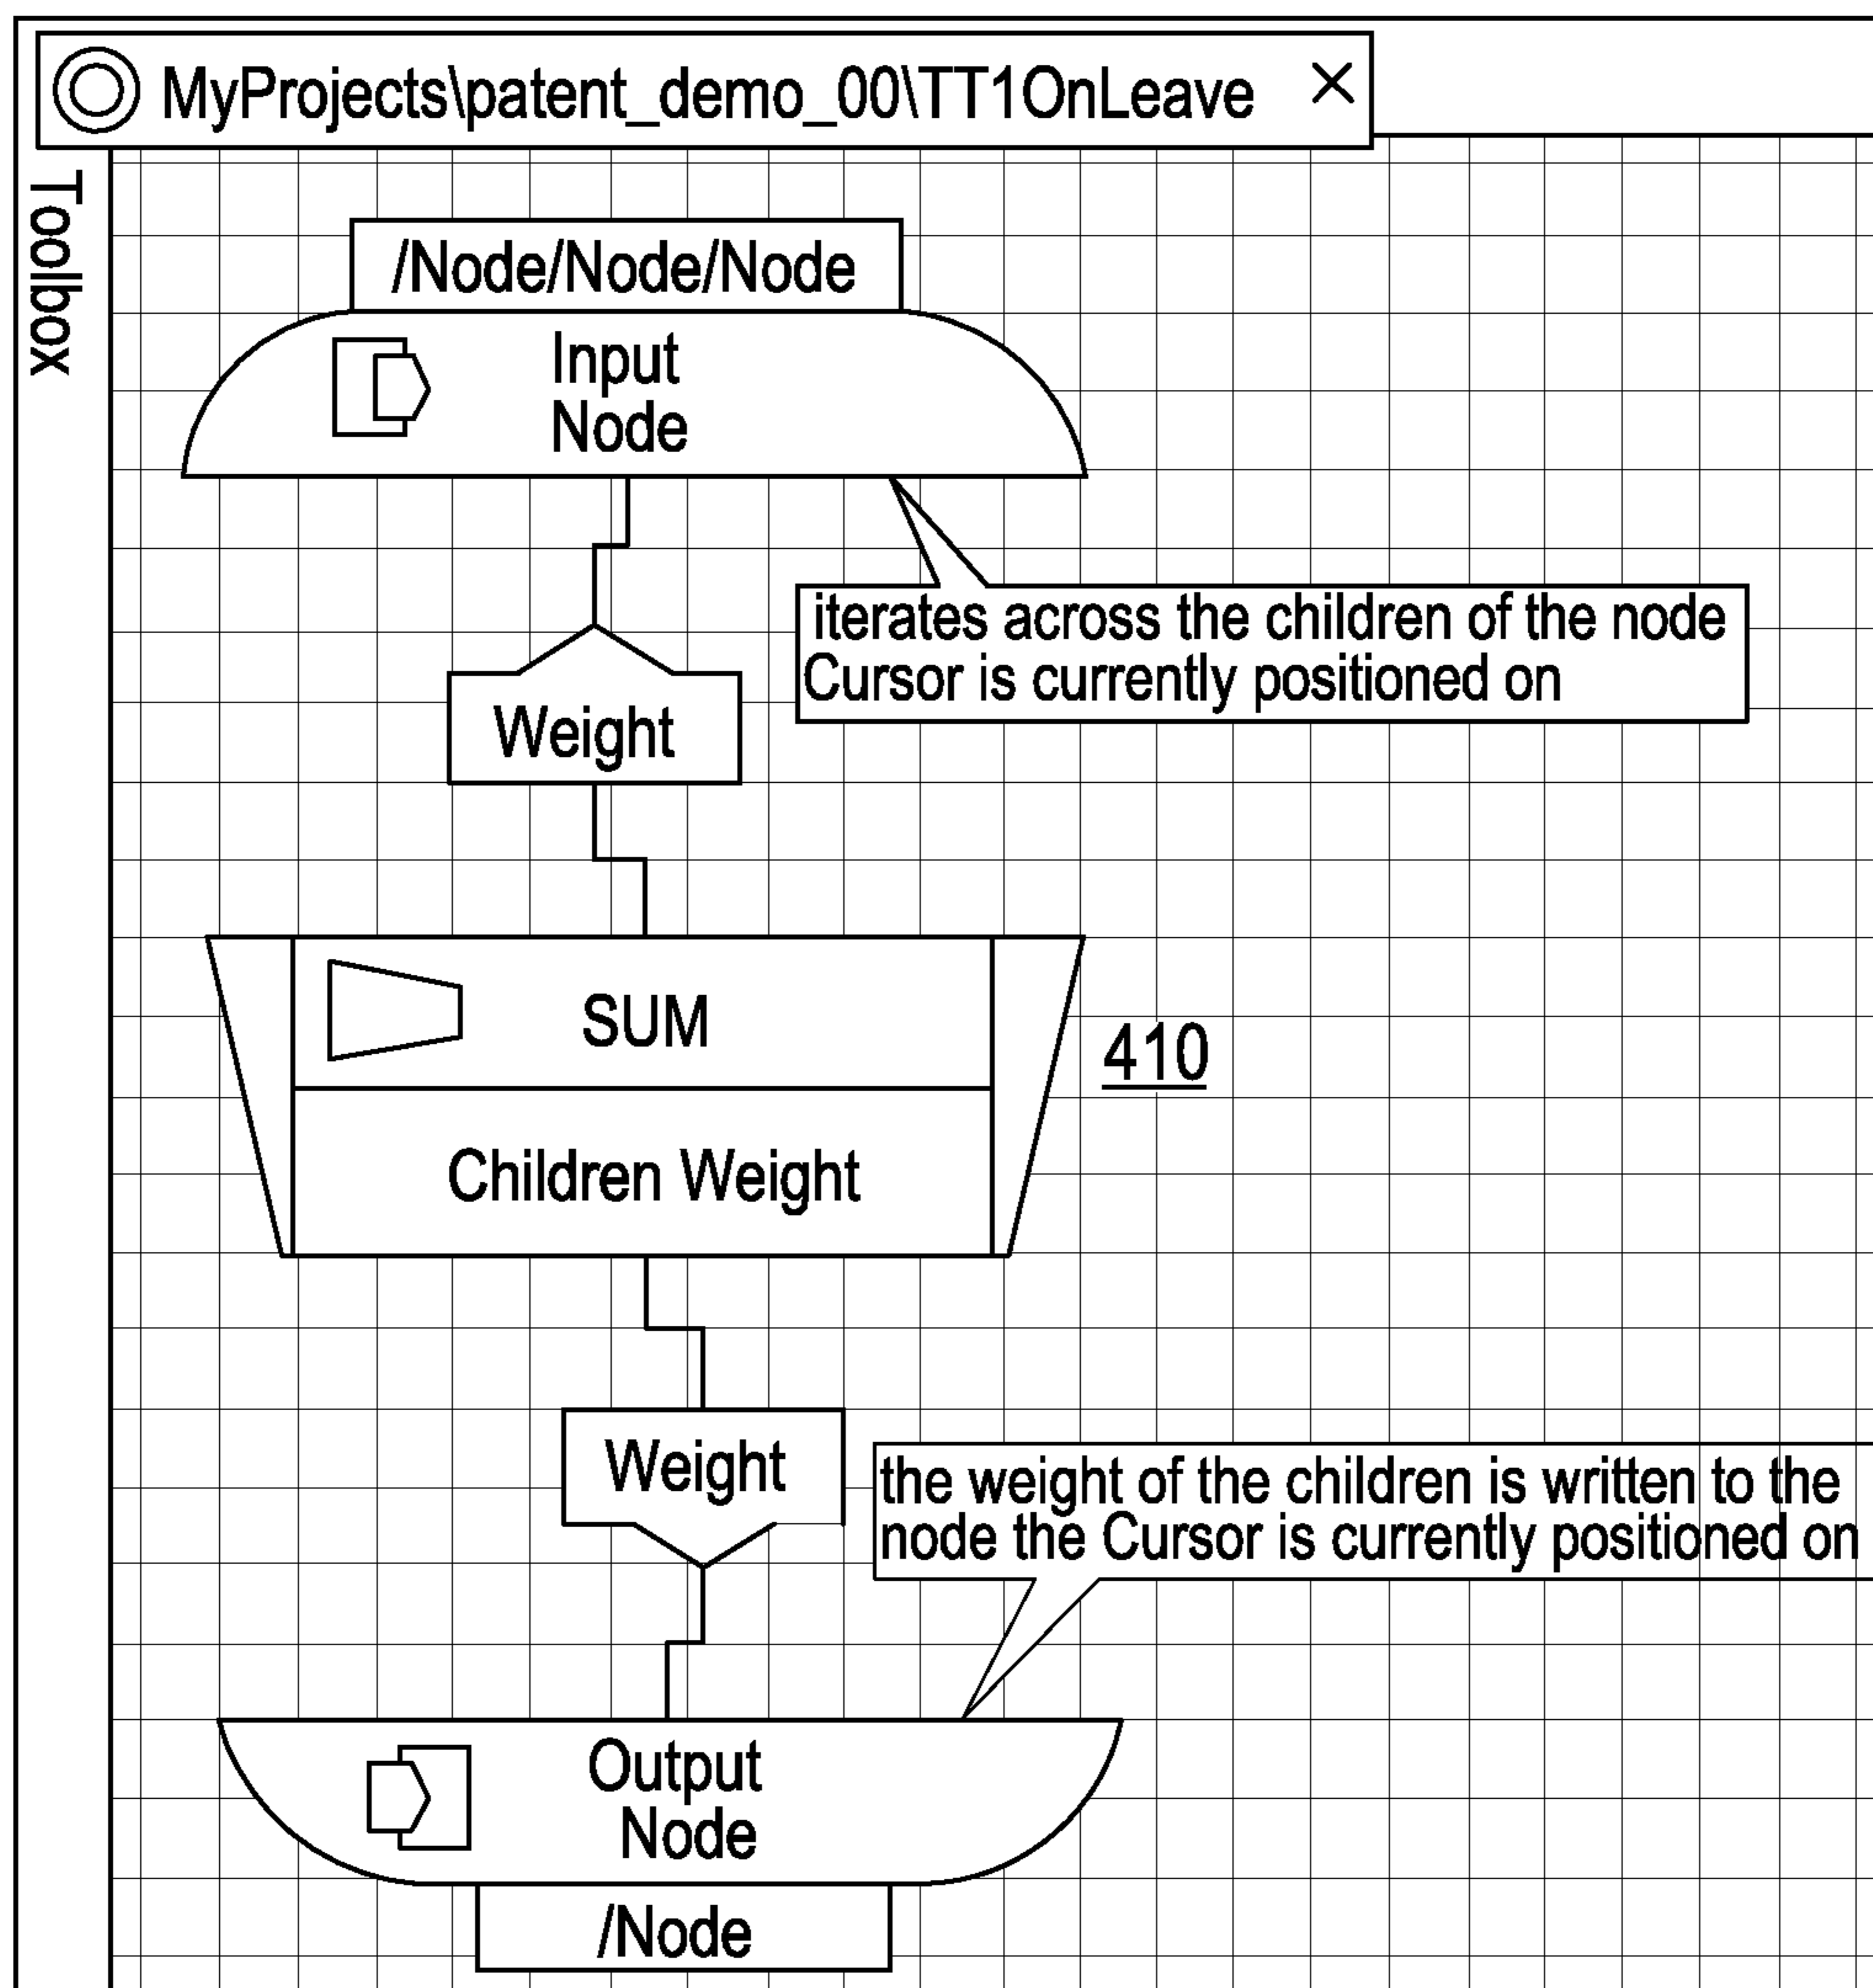 MyProjects\patent_demo_00\TT1OnLeave
Toolbox
/Node/Node/Node
Input
Node
iterates across the children of the node
Cursor is currently positioned on
Weight
SUM
410
Children Weight
Weight
the weight of the children is written to the
node the Cursor is currently positioned on
Output
Node
/Node